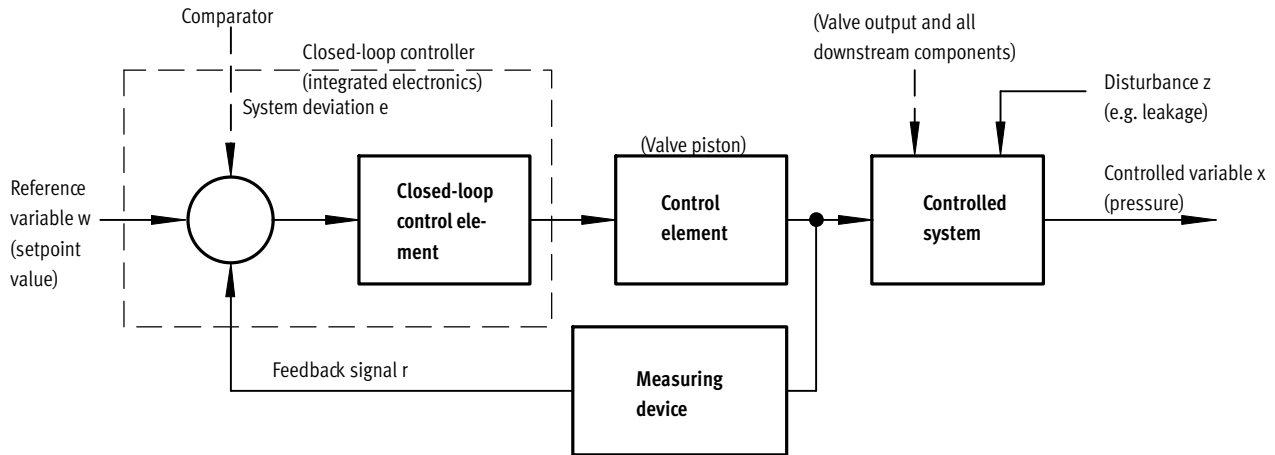 Comparator
Closed-loop controller
(integrated electronics)
System deviation e
(Valve output and all
downstream components)
Disturbance z
(e.g. leakage)
Reference
variable w
(setpoint
value)
Closed-loop
control ele-
ment
(Valve piston)
Control
element
Controlled
system
Controlled variable x
(pressure)
Feedback signal r
Measuring
device